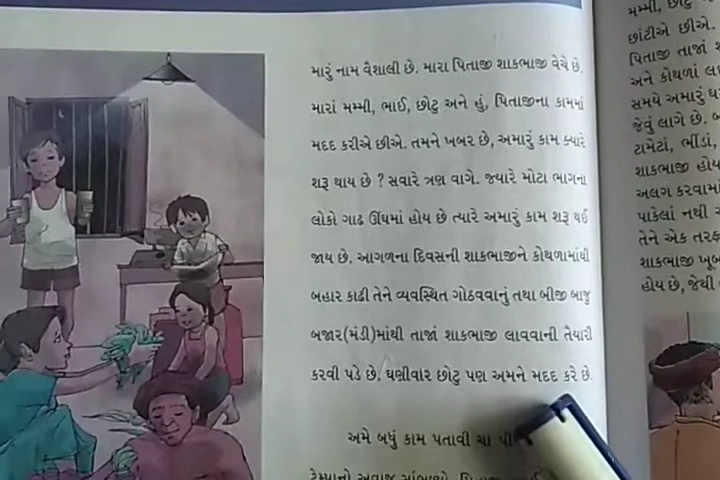 મારું નામ વૈશાલી છે. મારા પિતાજી શાકભાજી વેચે છે.
મારાં મમ્મી, ભાઈ, છોટુ અને હું, પિતાજીના કામમાં
મદદ કરીએ છીએ. તમને ખબર છે, અમારું કામ ક્યારે
શરૂ થાય છે ? સવારે ત્રણ વાગે. જ્યારે મોટા ભાગના
લોકો ગાઢ ઊંઘમાં હોય છે ત્યારે અમારું કામ શરૂ થઈ
જાય છે. આગળના દિવસની શાકભાજીને કોથળામાંથી
બહાર કાઢી તેને વ્યવસ્થિત ગોઠવવાનું તથા બીજી બાજુ
બજાર(મંડી)માંથી તાજાં શાકભાજી લાવવાની તૈયારી
કરવી પડે છે. ઘણીવાર છોટુ પણ અમને મદદ કરે છે.
અમે બધું કામ પતાવી ચા
ટેમ્પાનો અવાજ સાંભળ્યો.
મમ્મી, છોટુ
છાંટીએ છીએ.
પિતાજી તાજાં
અને કોથળાં
સમયે અમારું
જેવું લાગે છે.
ટામેટાં, ભીંડાં,
શાકભાજી હોય
અલગ કરવામાં
પાકેલાં નથી
તેને એક તરફ
શાકભાજી ખૂબ
હોય છે, જેથી